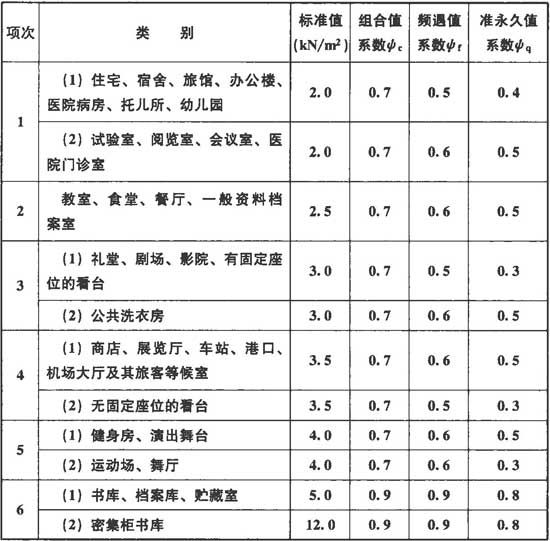 项次 类 别 标准值 (kN/m²) 组合值 系数ψc 频遇值 系数ψf 准永久值 系数ψq
1 (1) 住宅、宿舍、旅馆、办公楼、 2.0 0.7 0.5 0.4
医院病房、托儿所、幼儿园
(2) 试验室、阅览室、会议室、医 2.0 0.7 0.6 0.5
院门诊室
2 教室、食堂、餐厅、一般资料档 2.5 0.7 0.6 0.5
案室
3 (1) 礼堂、剧场、影院、有固定座 3.0 0.7 0.5 0.3
位的看台
(2) 公共洗衣房 3.0 0.7 0.6 0.5
4 (1) 商店、展览厅、车站、港口、 3.5 0.7 0.6 0.5
机场大厅及其旅客等候室
(2) 无固定座位的看台 3.5 0.7 0.5 0.3
5 (1) 健身房、演出舞台 4.0 0.7 0.6 0.5
(2) 运动场、舞厅 4.0 0.7 0.6 0.3
6 (1) 书库、档案库、贮藏室 5.0 0.9 0.9 0.8
(2) 密集柜书库 12.0 0.9 0.9 0.8